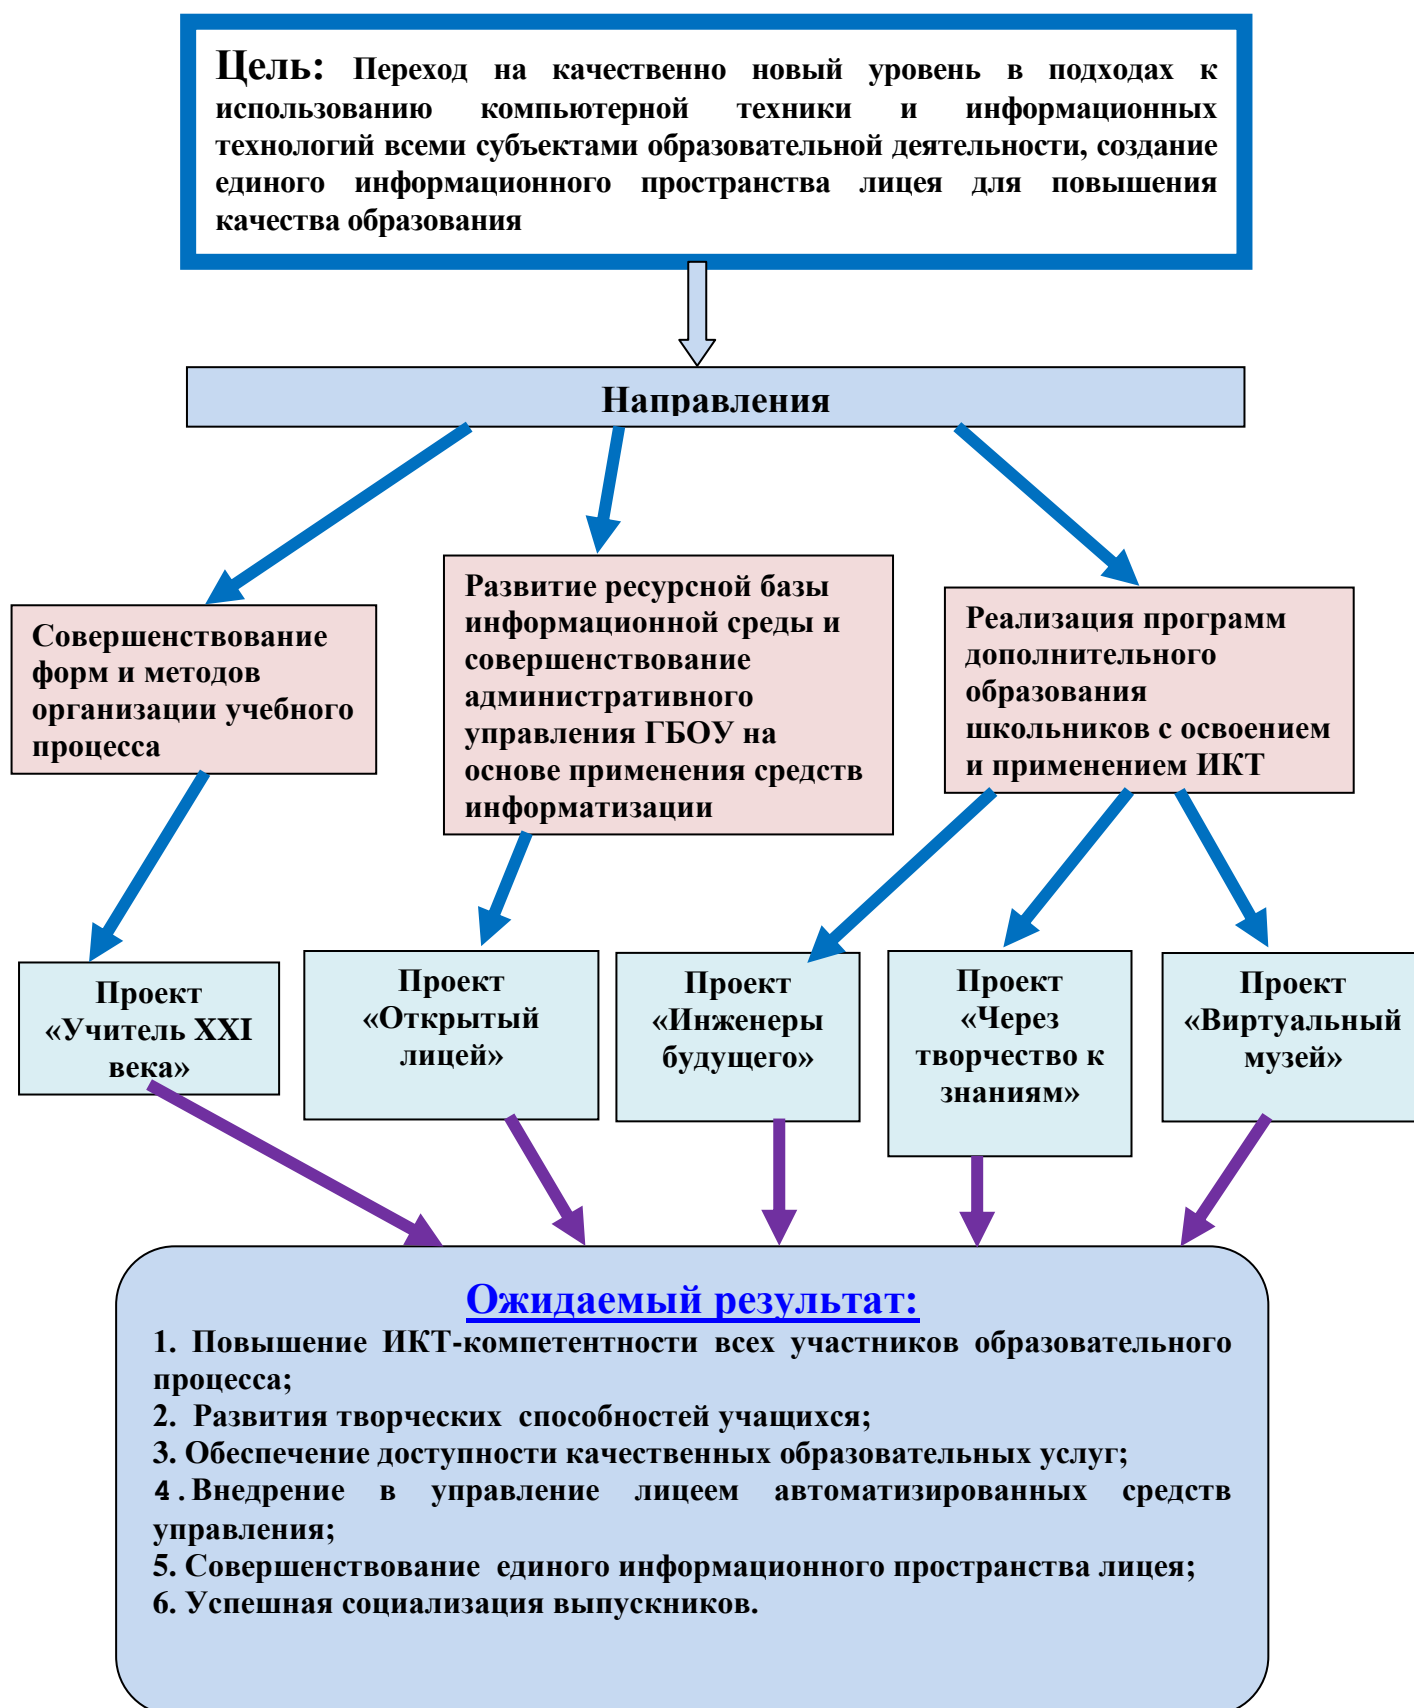 Цель: Переход на качественно новый уровень в подходах к
использованию компьютерной техники и информационных
технологий всеми субъектами образовательной деятельности, создание
единого информационного пространства лицея для повышения
качества образования
Направления
Совершенствование
форм и методов
организации учебного
процесса
Развитие ресурсной базы
информационной среды и
совершенствование
административного
управления ГБОУ на
основе применения средств
информатизации
Реализация программ
дополнительного
образования
школьников с освоением
и применением ИКТ
Проект
«Учитель XXI
века»
Проект
«Открытый
лицей»
Проект
«Инженеры
будущего»
Проект
«Через
творчество к
знаниям»
Проект
«Виртуальный
музей»
Ожидаемый результат:
1. Повышение ИКТ-компетентности всех участников образовательного
процесса;
2. Развития творческих способностей учащихся;
3. Обеспечение доступности качественных образовательных услуг;
4. Внедрение в управление лицеем автоматизированных средств
управления;
5. Совершенствование единого информационного пространства лицея;
6. Успешная социализация выпускников.